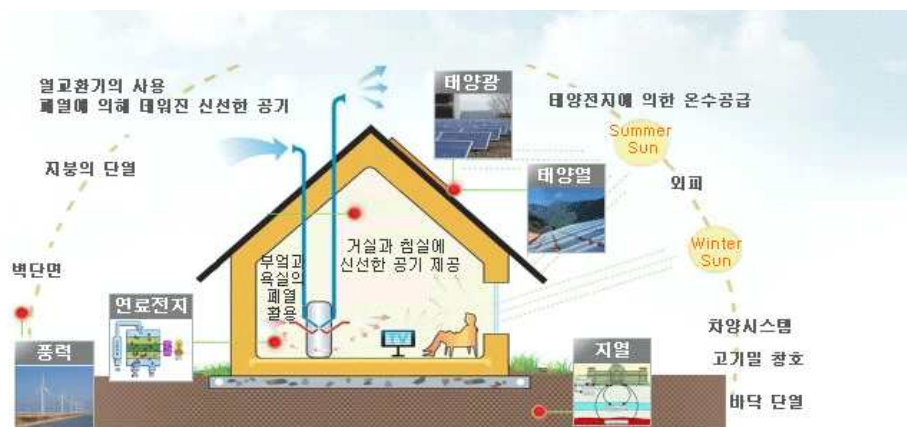 열교환기의 사용
폐열에 의해 데워진 신선한 공기
지붕의 단열
벽단면
태양광
태양전지에 의한 온수공급
Summer
Sun
태양열
외피
Winter
Sun
거실과 침실에
신선한 공기 제공
부엌과
욕실의
폐열
활용
연료전지
TV
풍력
지열
차양시스템
고기밀 창호
바닥 단열